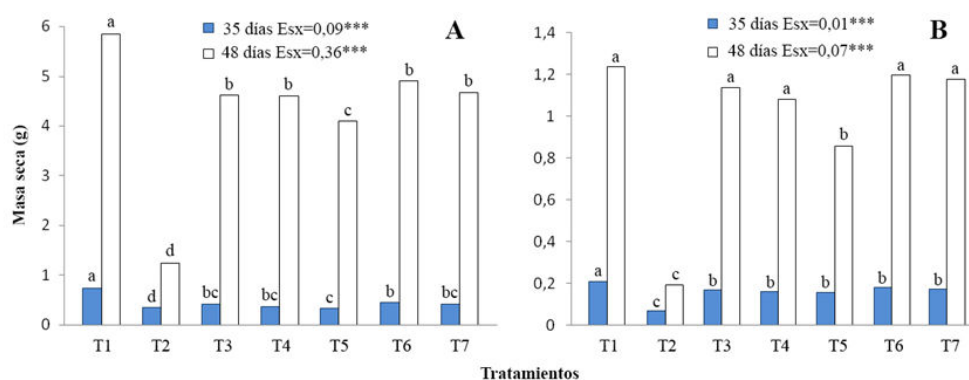 A
35 días Esx=0,09***
48 días Esx=0,36***
Masa seca (g)
6
5
4
3
2
1
0
a
b
b
c
b
b
d
a
d
bc
bc
c
b
bc
T1 T2 T3 T4 T5 T6 T7
B
35 días Esx=0,01***
48 días Esx=0,07***
1,4
1,2
1
0,8
0,6
0,4
0,2
0
a
a
a
b
a
a
c
a
c
b
b
b
b
b
T1 T2 T3 T4 T5 T6 T7
Tratamientos